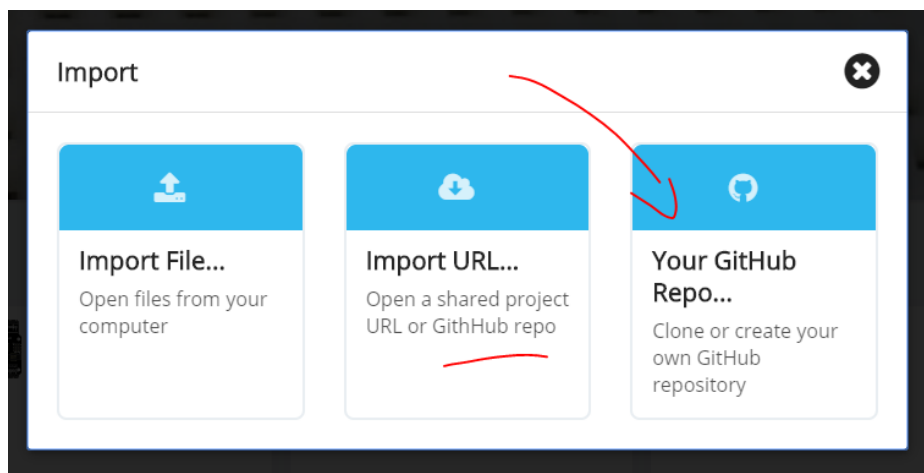 Import
Import File...
Open files from your
computer
Import URL...
Open a shared project
URL or GithHub repo
Your GitHub
Repo...
Clone or create your
own GitHub
repository